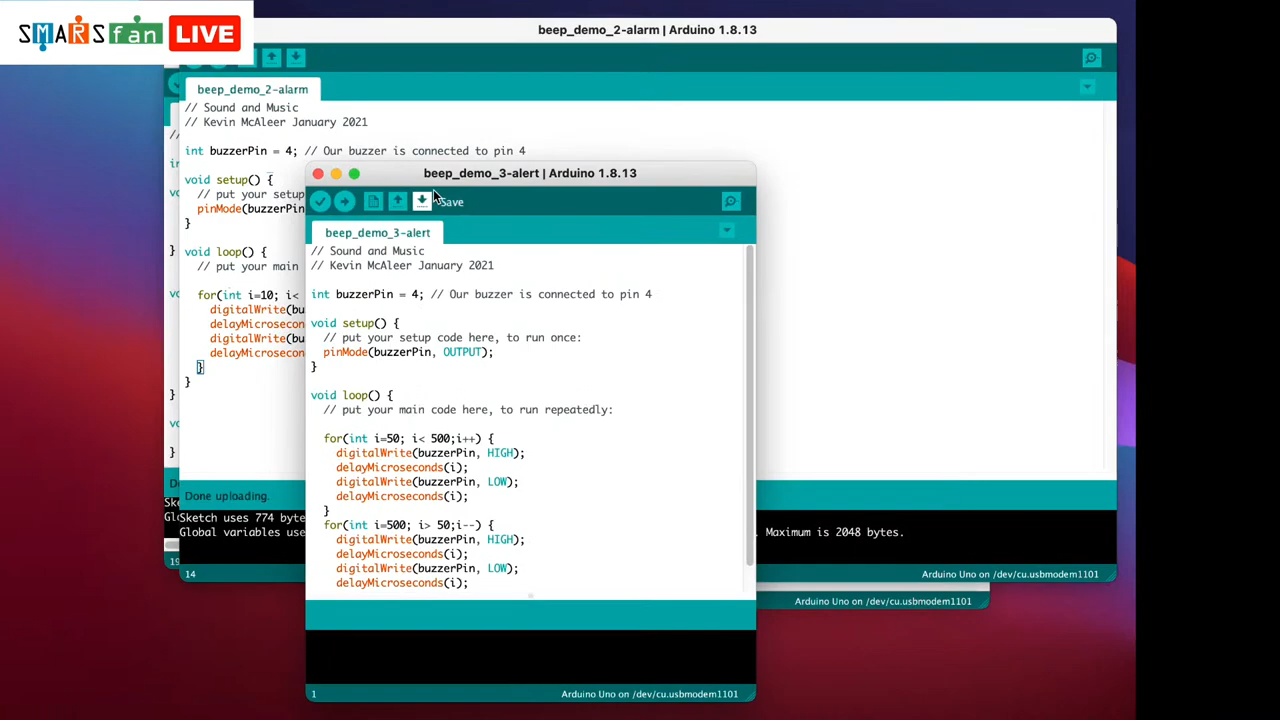 SMARSfan LIVE
beep_demo_2-alarm | Arduino 1.8.13
beep_demo_2-alarm
// Sound and Music
// Kevin McAleer January 2021
int buzzerPin = 4; // Our buzzer is connected to pin 4
void setup() {
// put your setup
pinMode(buzzerPin
}
void loop() {
// put your main
for(int i=10; i<
digitalWrite(bu
delayMicrosecon
digitalWrite(bu
delayMicrosecon
}
}
Done uploading.
Sketch uses 774 byte
Global variables use
Maximum is 2048 bytes.
14
Arduino Uno on /dev/cu.usbmodem1101
19
Arduino Uno on /dev/cu.usbmodem1101
beep_demo_3-alert | Arduino 1.8.13
Save
beep_demo_3-alert
// Sound and Music
// Kevin McAleer January 2021
int buzzerPin = 4; // Our buzzer is connected to pin 4
void setup() {
// put your setup code here, to run once:
pinMode(buzzerPin, OUTPUT);
}
void loop() {
// put your main code here, to run repeatedly:
for(int i=50; i< 500;i++) {
digitalWrite(buzzerPin, HIGH);
delayMicroseconds(i);
digitalWrite(buzzerPin, LOW);
delayMicroseconds(i);
}
for(int i=500; i> 50;i--) {
digitalWrite(buzzerPin, HIGH);
delayMicroseconds(i);
digitalWrite(buzzerPin, LOW);
delayMicroseconds(i);
1
Arduino Uno on /dev/cu.usbmodem1101